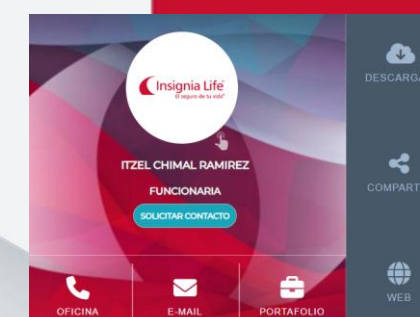 Insignia Life
El seguro de tu vida
ITZEL CHIMAL RAMIREZ
FUNCIONARIA
SOLICITAR CONTACTO
OFICINA
E-MAIL
PORTAFOLIO
DESCARGA
COMPART
WEB